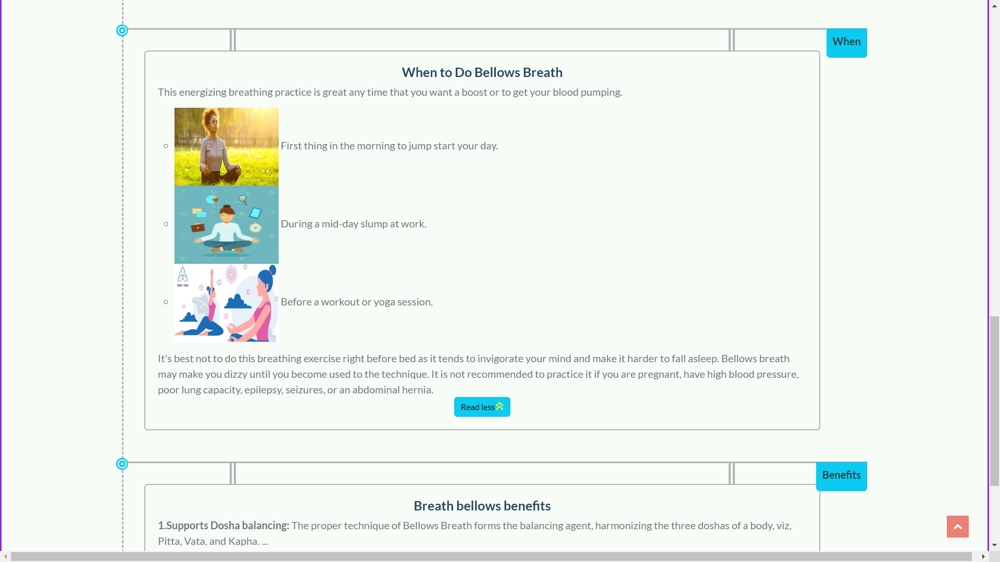 When
When to Do Bellows Breath
This energizing breathing practice is great any time that you want a boost or to get your blood pumping.
First thing in the morning to jump start your day.
During a mid-day slump at work.
ANAHANA
Before a workout or yoga session.
It's best not to do this breathing exercise right before bed as it tends to invigorate your mind and make it harder to fall asleep. Bellows breath
may make you dizzy until you become used to the technique. It is not recommended to practice it if you are pregnant, have high blood pressure,
poor lung capacity, epilepsy, seizures, or an abdominal hernia.
Read less
Benefits
Breath bellows benefits
1.Supports Dosha balancing: The proper technique of Bellows Breath forms the balancing agent, harmonizing the three doshas of a body, viz,
Pitta, Vata, and Kapha. ...